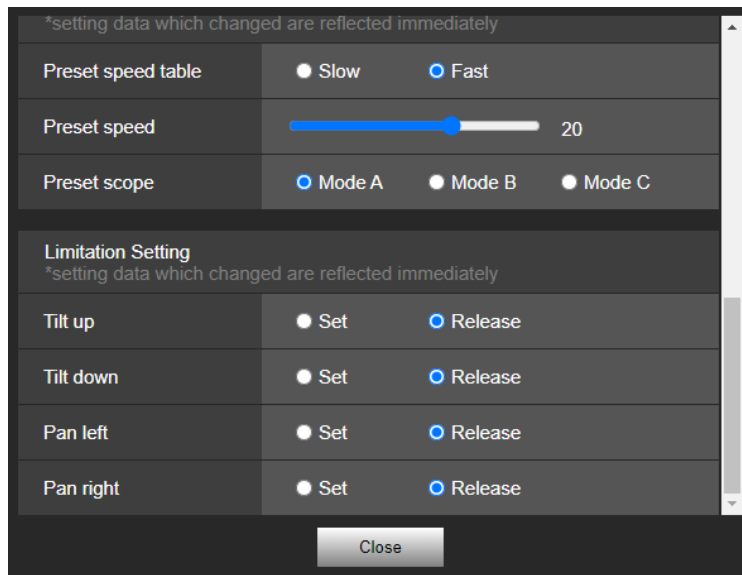 *setting data which changed are reflected immediately
Preset speed table Slow Fast
Preset speed 20
Preset scope Mode A Mode B Mode C
Limitation Setting
*setting data which changed are reflected immediately
Tilt up Set Release
Tilt down Set Release
Pan left Set Release
Pan right Set Release
Close